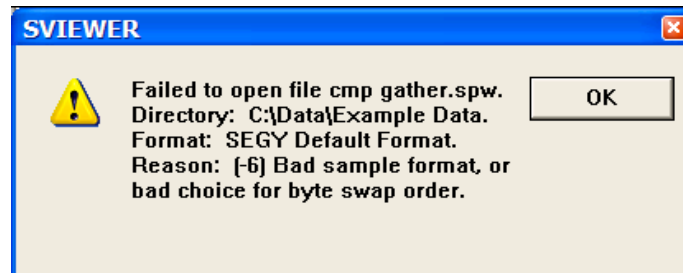 SVIEWER
Failed to open file cmp gather.spw.
Directory: C:\Data\Example Data.
Format: SEGY Default Format.
Reason: (-6) Bad sample format, or
bad choice for byte swap order.
OK